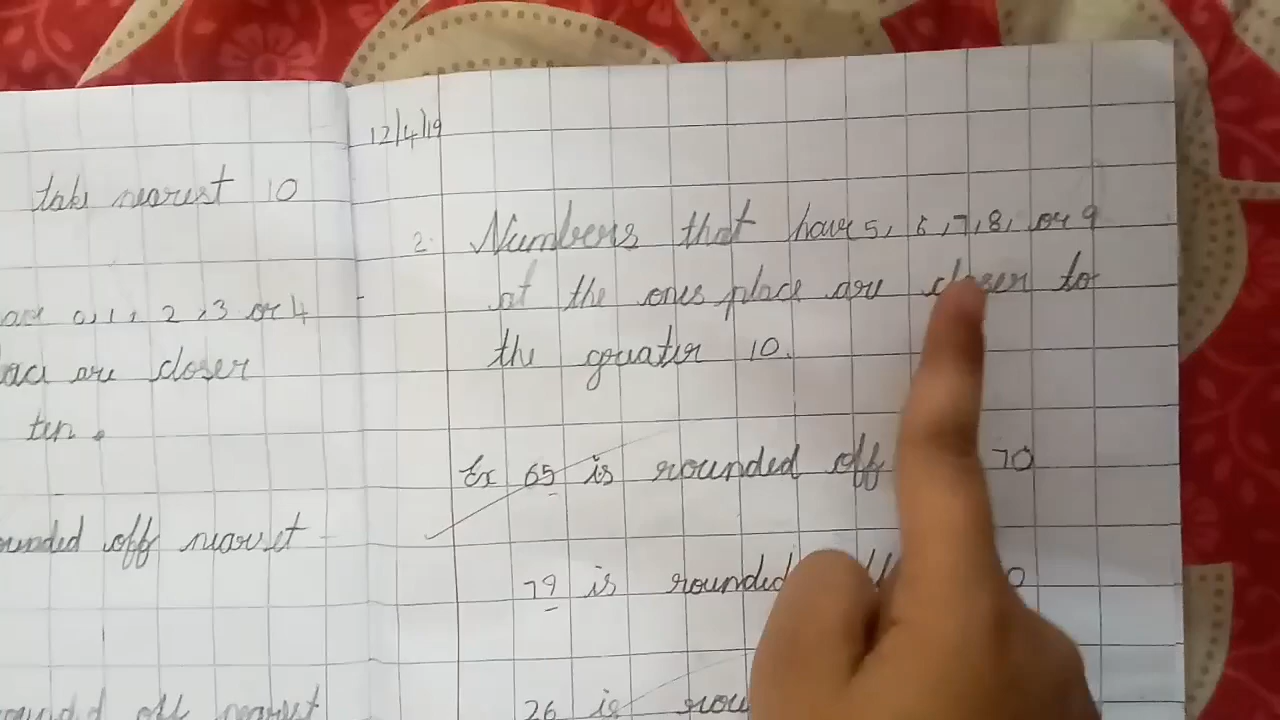 take nearest 10
0, 1, 2, 3 or 4
are closer
ten.
off nearest
off nearest
12/4/19
2. Numbers that have 5, 6, 7, 8, or 9
at the ones place are closer to
the greater 10.
Ex 65 is rounded off 70
79 is rounded
26 is